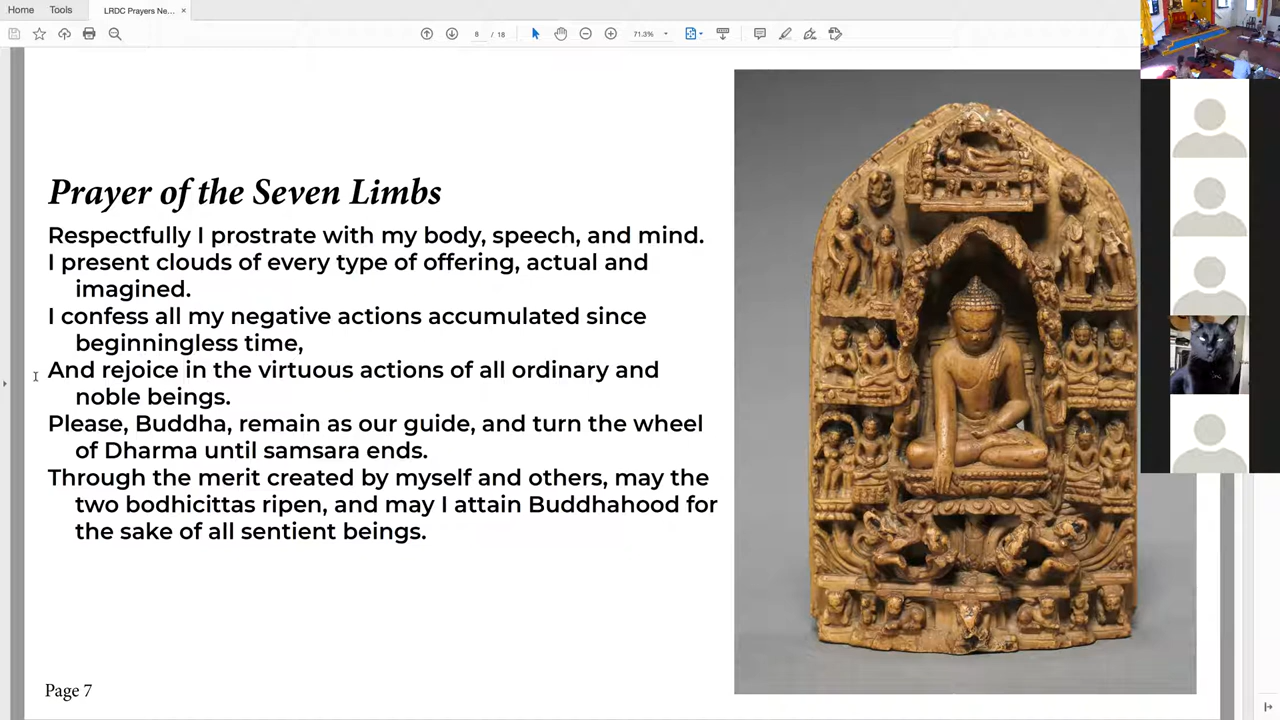 Home Tools LRDC Prayers Ne... ×
8 / 18 71.3%
Prayer of the Seven Limbs
Respectfully I prostrate with my body, speech, and mind.
I present clouds of every type of offering, actual and
imagined.
I confess all my negative actions accumulated since
beginningless time,
And rejoice in the virtuous actions of all ordinary and
noble beings.
Please, Buddha, remain as our guide, and turn the wheel
of Dharma until samsara ends.
Through the merit created by myself and others, may the
two bodhicittas ripen, and may I attain Buddhahood for
the sake of all sentient beings.
Page 7